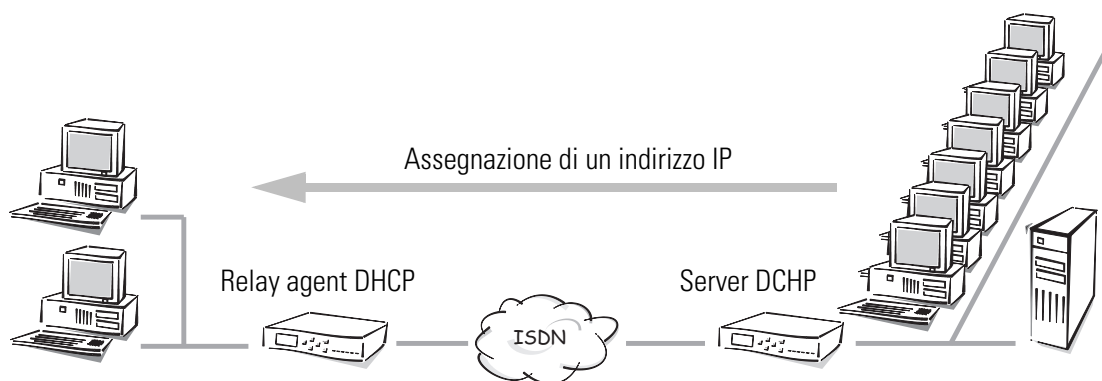 Assegnazione di un indirizzo IP
Relay agent DHCP
Server DCHP
ISDN